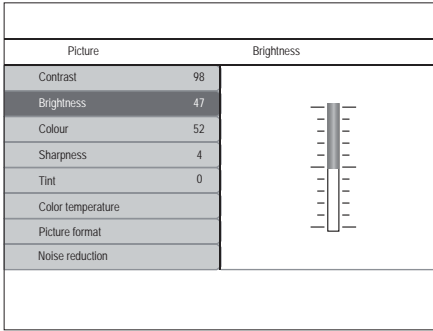 Picture Brightness
Contrast 98
Brightness 47
Colour 52
Sharpness 4
Tint 0
Color temperature
Picture format
Noise reduction